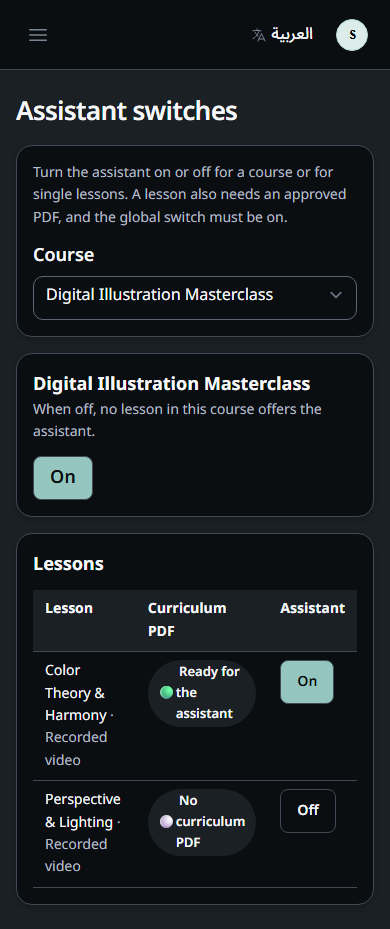 العربية
S
Assistant switches
Turn the assistant on or off for a course or for
single lessons. A lesson also needs an approved
PDF, and the global switch must be on.
Course
Digital Illustration Masterclass
Digital Illustration Masterclass
When off, no lesson in this course offers the
assistant.
On
Lessons
Lesson
Curriculum
PDF
Assistant
Color
Theory &
Harmony ·
Recorded
video
Ready for
the
assistant
On
Perspective
& Lighting ·
Recorded
video
No
curriculum
PDF
Off